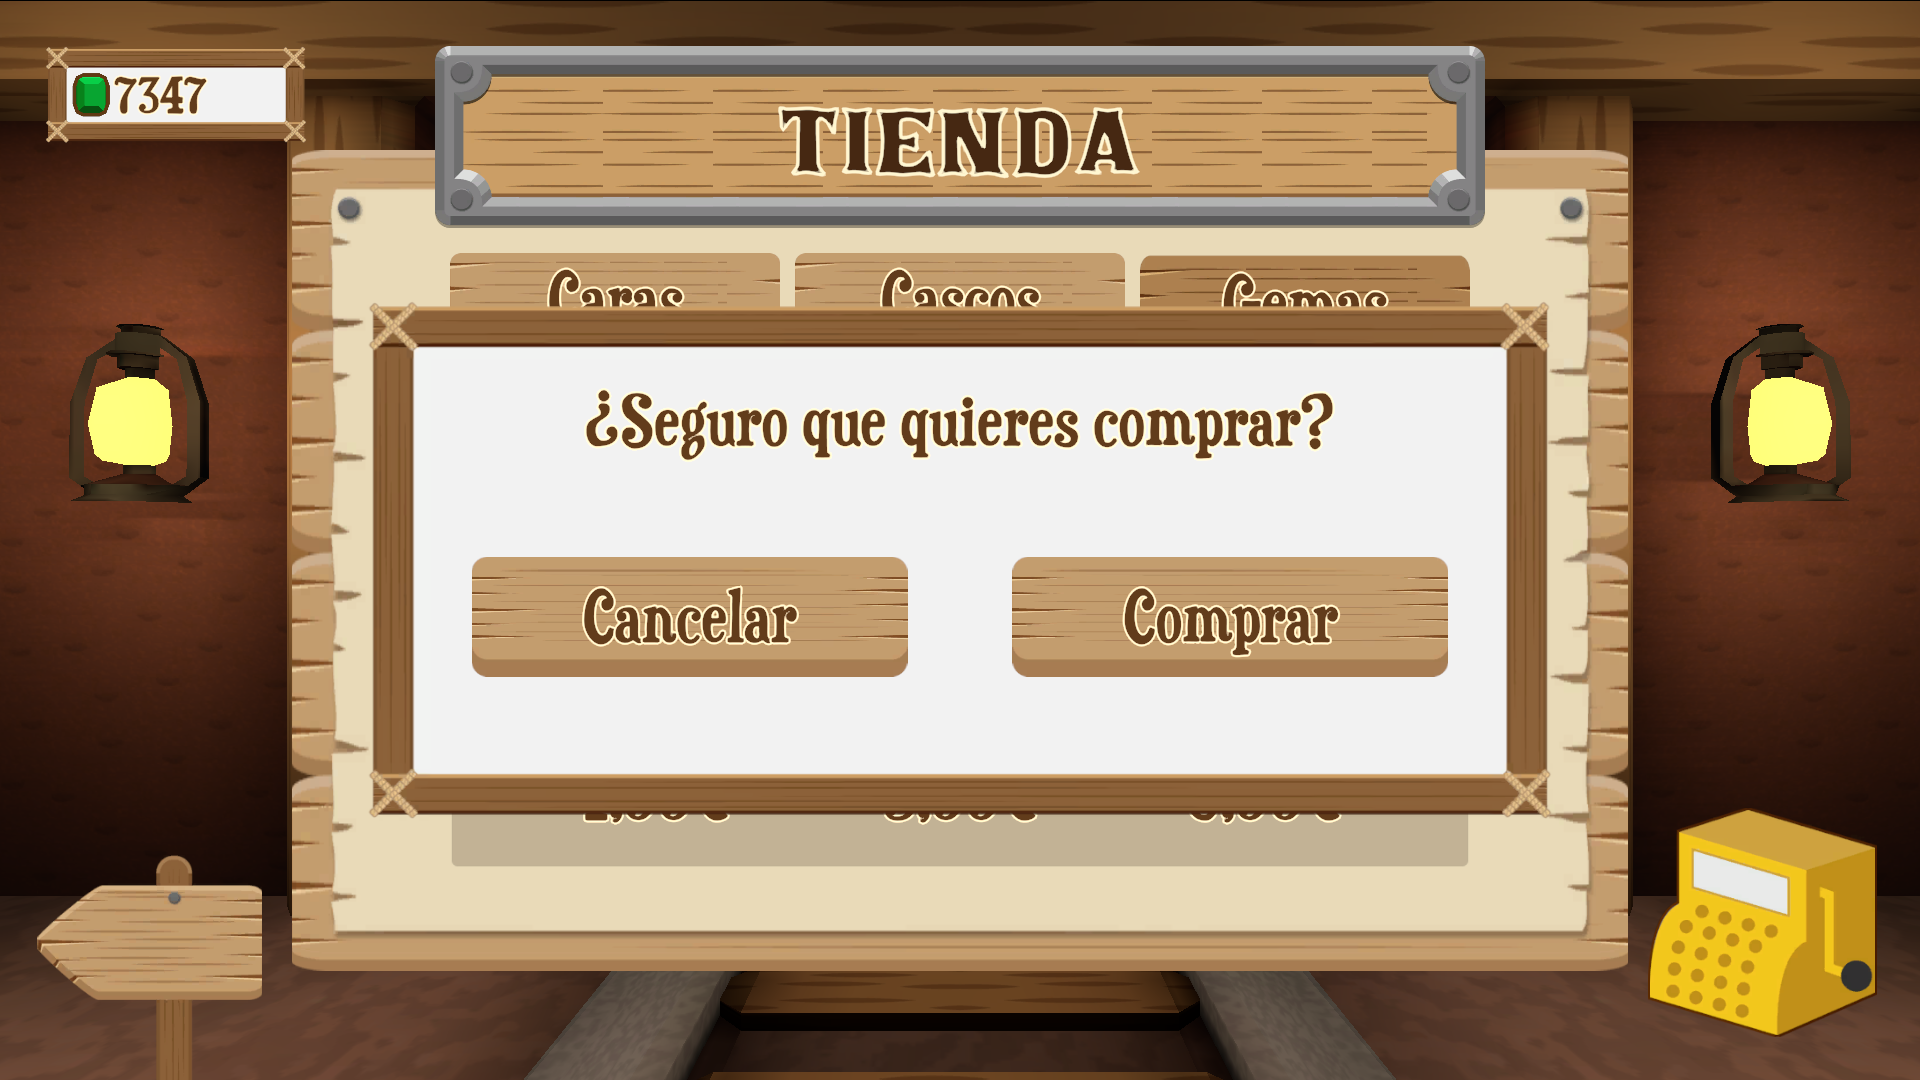 7347
TIENDA
Caras Cascos Gemas
¿Seguro que quieres comprar?
Cancelar Comprar